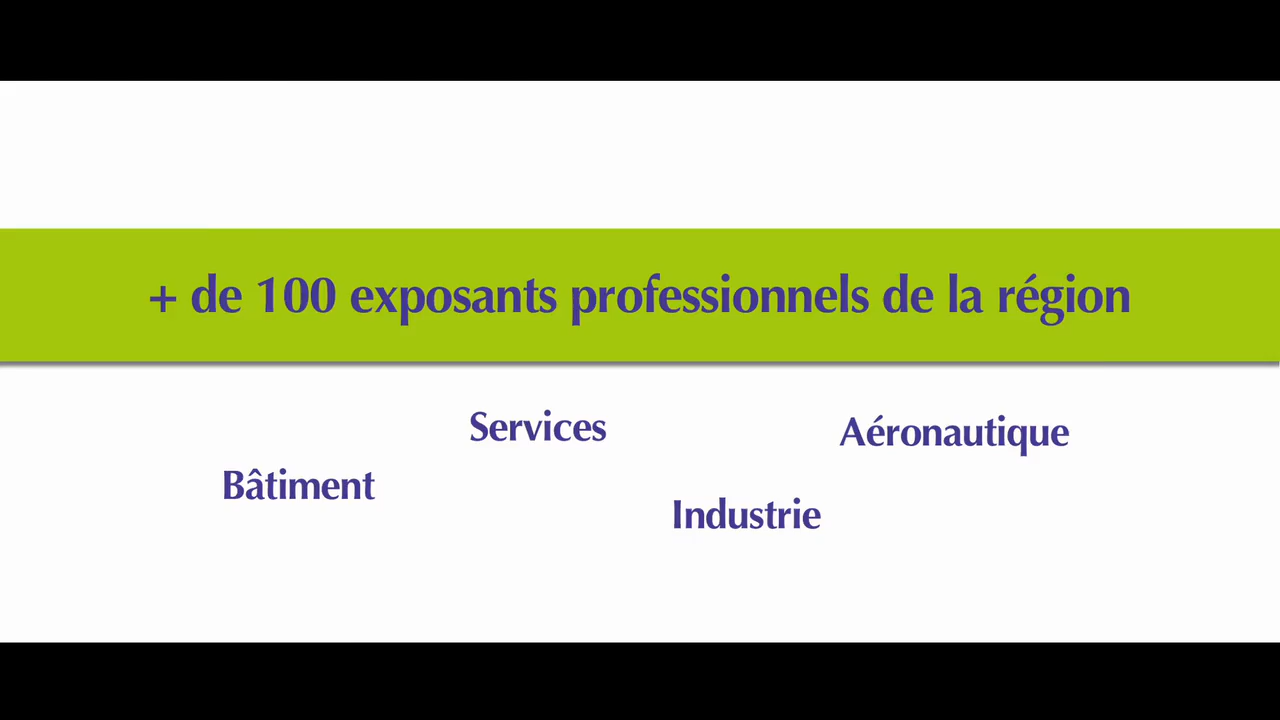 + de 100 exposants professionnels de la région
Services
Aéronautique
Bâtiment
Industrie